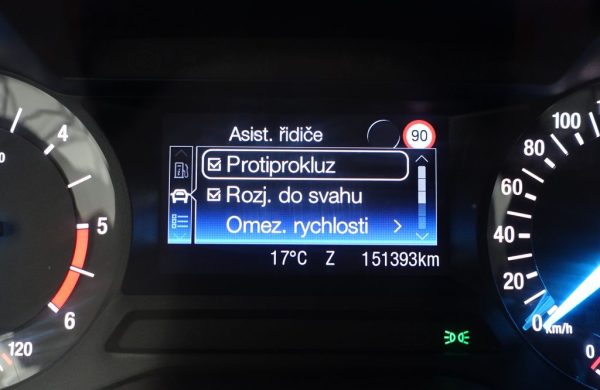 Asist. řidiče
90
Protiprokluz
Rozj. do svahu
Omez. rychlosti
17°C Z 151393km
4
5
6
120
100
80
60
40
20
0
km/h